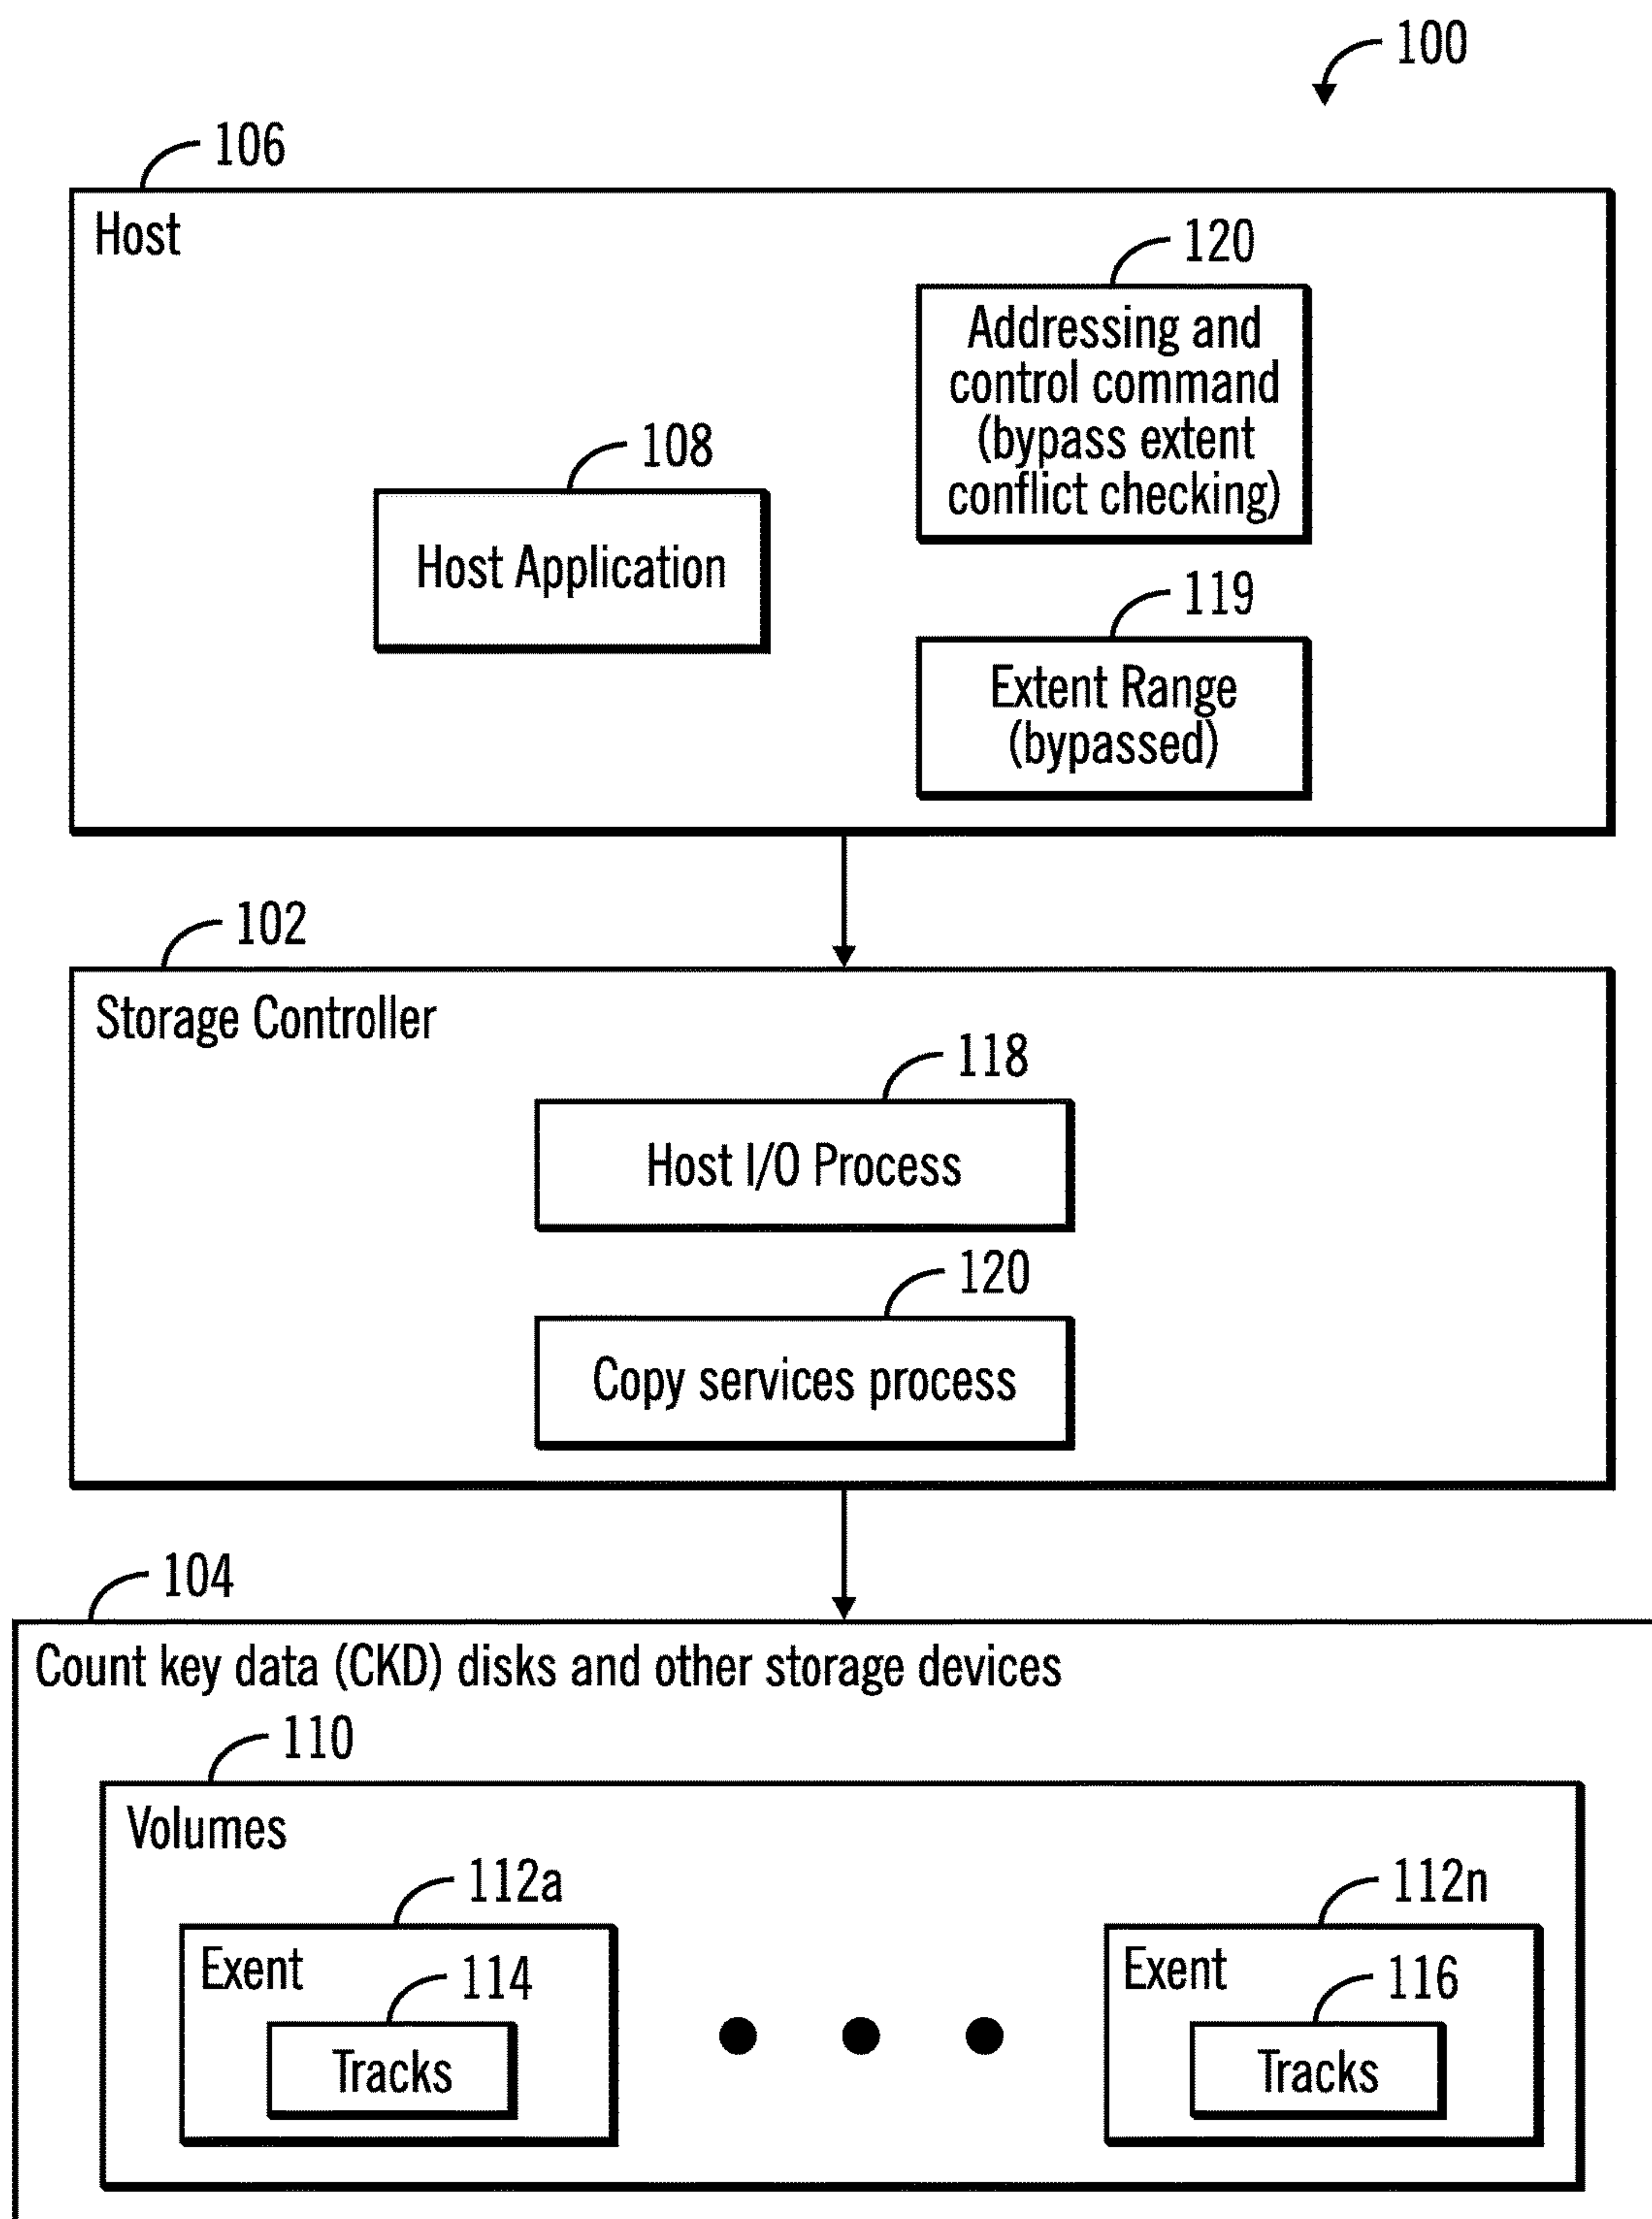 100
106
Host
120
Addressing and
control command
(bypass extent
conflict checking)
108
Host Application
119
Extent Range
(bypassed)
102
Storage Controller
118
Host I/O Process
120
Copy services process
104
Count key data (CKD) disks and other storage devices
110
Volumes
112a
Exent
114
Tracks
112n
Exent
116
Tracks